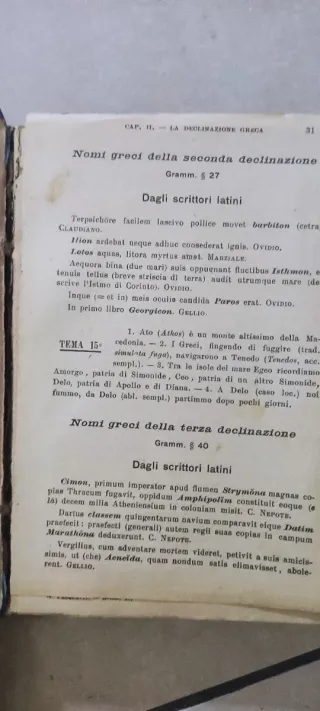 CAP. II. — LA DECLINAZIONE GRECA 31
Nomi greci della seconda declinazione
Gramm. § 27
Dagli scrittori latini
Terpsichŏre facilem lascivo pollice movet barbiton (cetra
CLAUDIANO.
Ilion ardebat neque adhuc consederat ignis. OVIDIO.
Lotos aquas, litora myrtus amat. MARZIALE.
Aequora bina (due mari) suis oppugnant fluctibus Isthmon, e
tenuis tellus (breve striscia di terra) audit utrumque mare (de
scrive l'Istmo di Corinto). OVIDIO.
Inque (= et in) meis oculis candida Paros erat. OVIDIO.
In primo libro Georgicon. GELLIO.
TEMA 15º
1. Ato (Athos) è un monte altissimo della Ma-
cedonia. — 2. I Greci, fingendo di fuggire (trad.
simulata fuga), navigarono a Tenedo (Tenedos, acc.
sempl.). — 3. Tra le isole del mare Egeo ricordiamo
Amorgo, patria di Simonide, Ceo, patria di un altro Simonide,
Delo, patria di Apollo e di Diana. — 4. A Delo (caso loc.) noi
fummo, da Delo (abl. sempl.) partimmo dopo pochi giorni.
Nomi greci della terza declinazione
Gramm. § 40
Dagli scrittori latini
Cimon, primum imperator apud flumen Strymŏna magnas co-
pias Thracum fugavit, oppidum Amphipolim constituit eoque (e
là) decem milia Atheniensium in coloniam misit. C. NEPOTE.
Darius classem quingentarum navium comparavit eique Datim
praefecit: praefecti (generali) autem regii suas copias in campum
Marathōna deduxerunt. C. NEPOTE.
Vergilius, cum adventare mortem videret, petivit a suis amicis-
simis, ut (che) Aeneĭda, quam nondum satis elimavisset, abole-
rent. GELLIO.